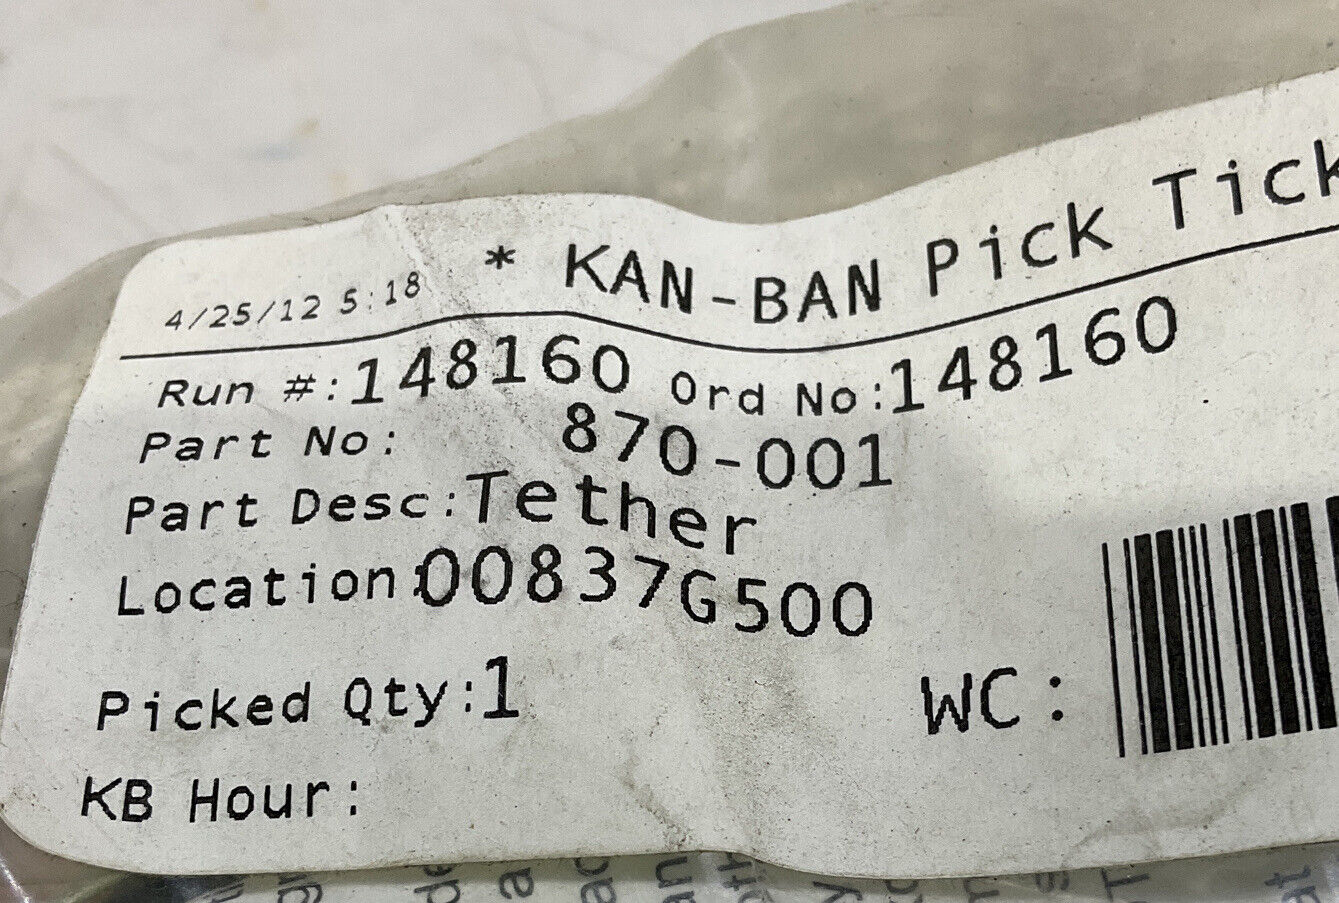 4/25/12 5:18 * KAN-BAN Pick Tick
Run #:148160 Ord No:148160
Part No: 870-001
Part Desc:Tether
Location:00837G500
Picked Qty:1 WC:
KB Hour: